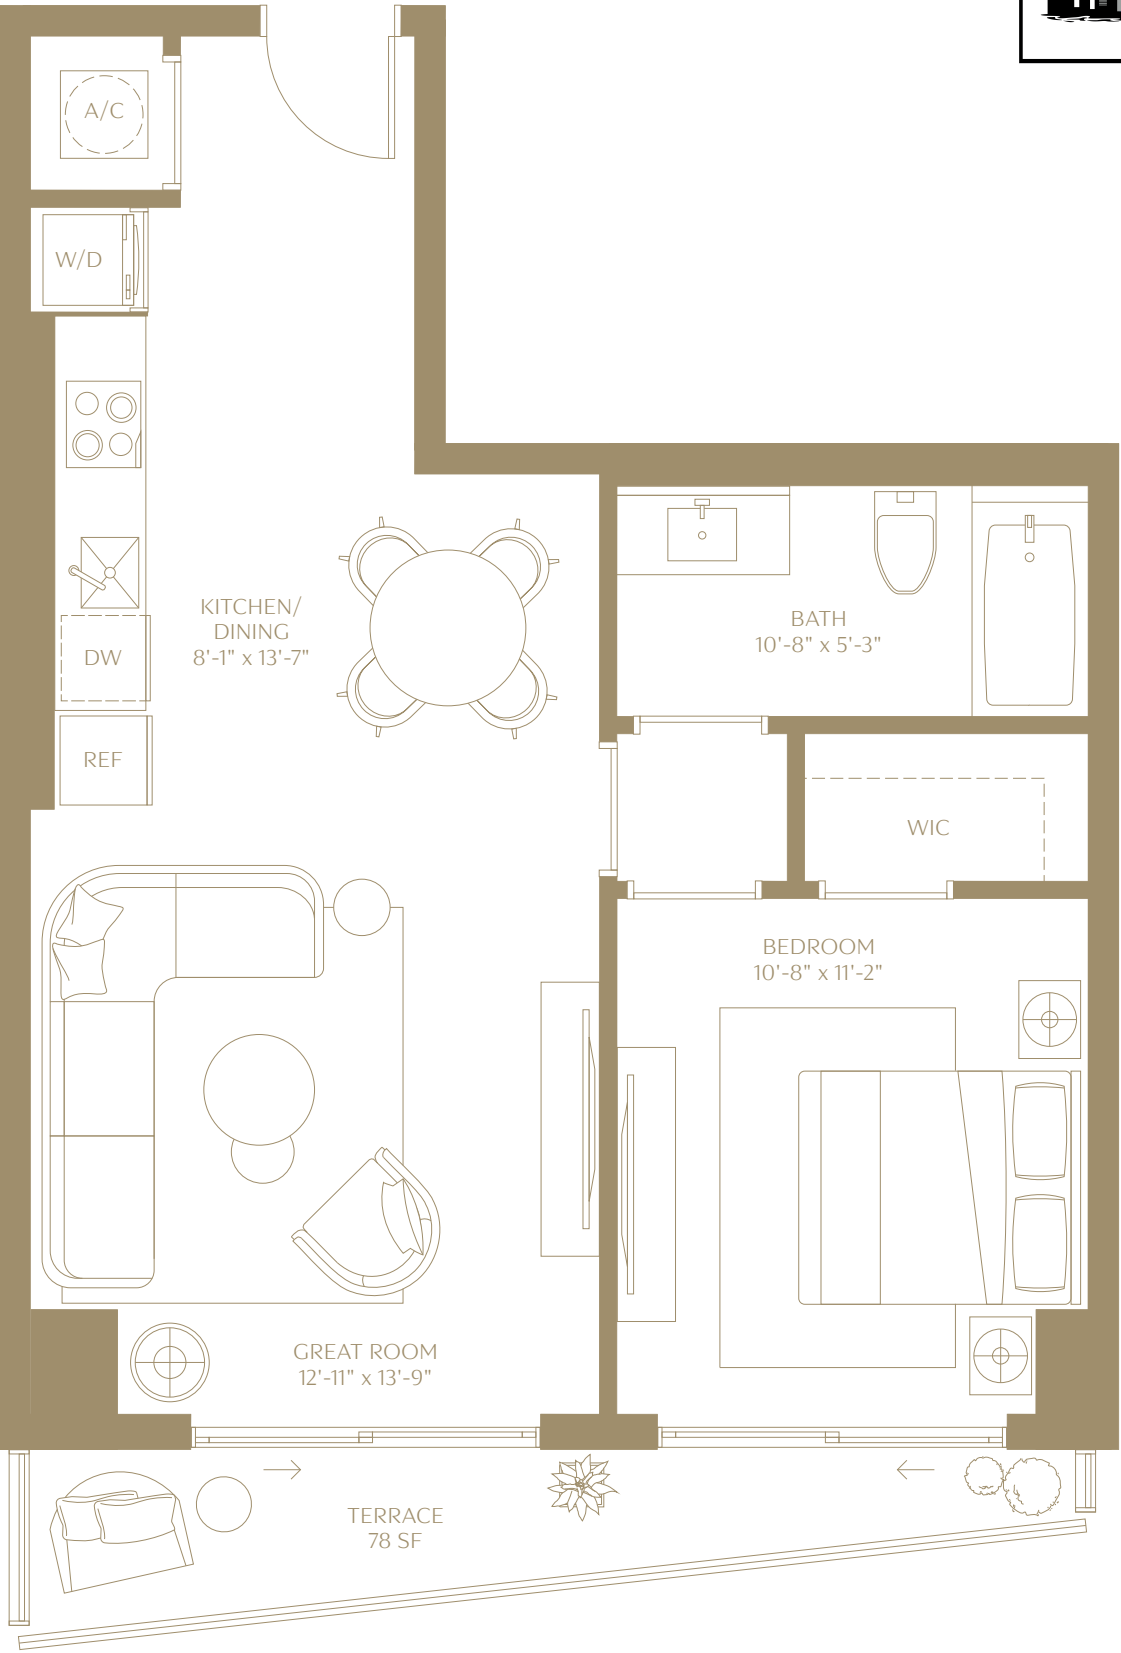 A/C
W/D
KITCHEN/
DINING
8'-1" x 13'-7"
DW
REF
BATH
10'-8" x 5'-3"
WIC
BEDROOM
10'-8" x 11'-2"
GREAT ROOM
12'-11" x 13'-9"
TERRACE
78 SF